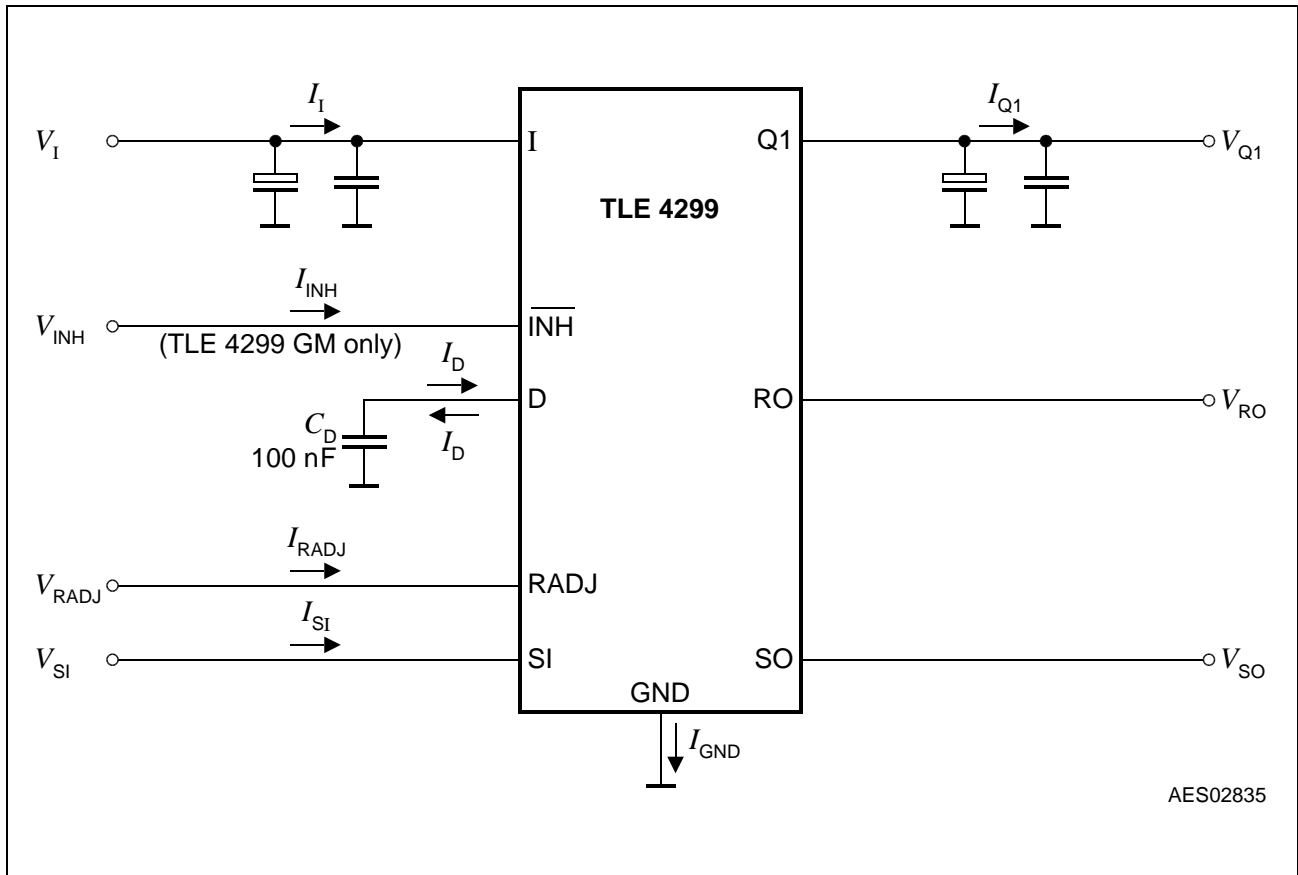 I_I
I_Q1
V_I
I
Q1
V_Q1
TLE 4299
I_INH
V_INH
INH
(TLE 4299 GM only)
I_D
D
RO
V_RO
C_D
I_D
100 nF
I_RADJ
V_RADJ
RADJ
I_SI
V_SI
SI
SO
V_SO
GND
I_GND
AES02835